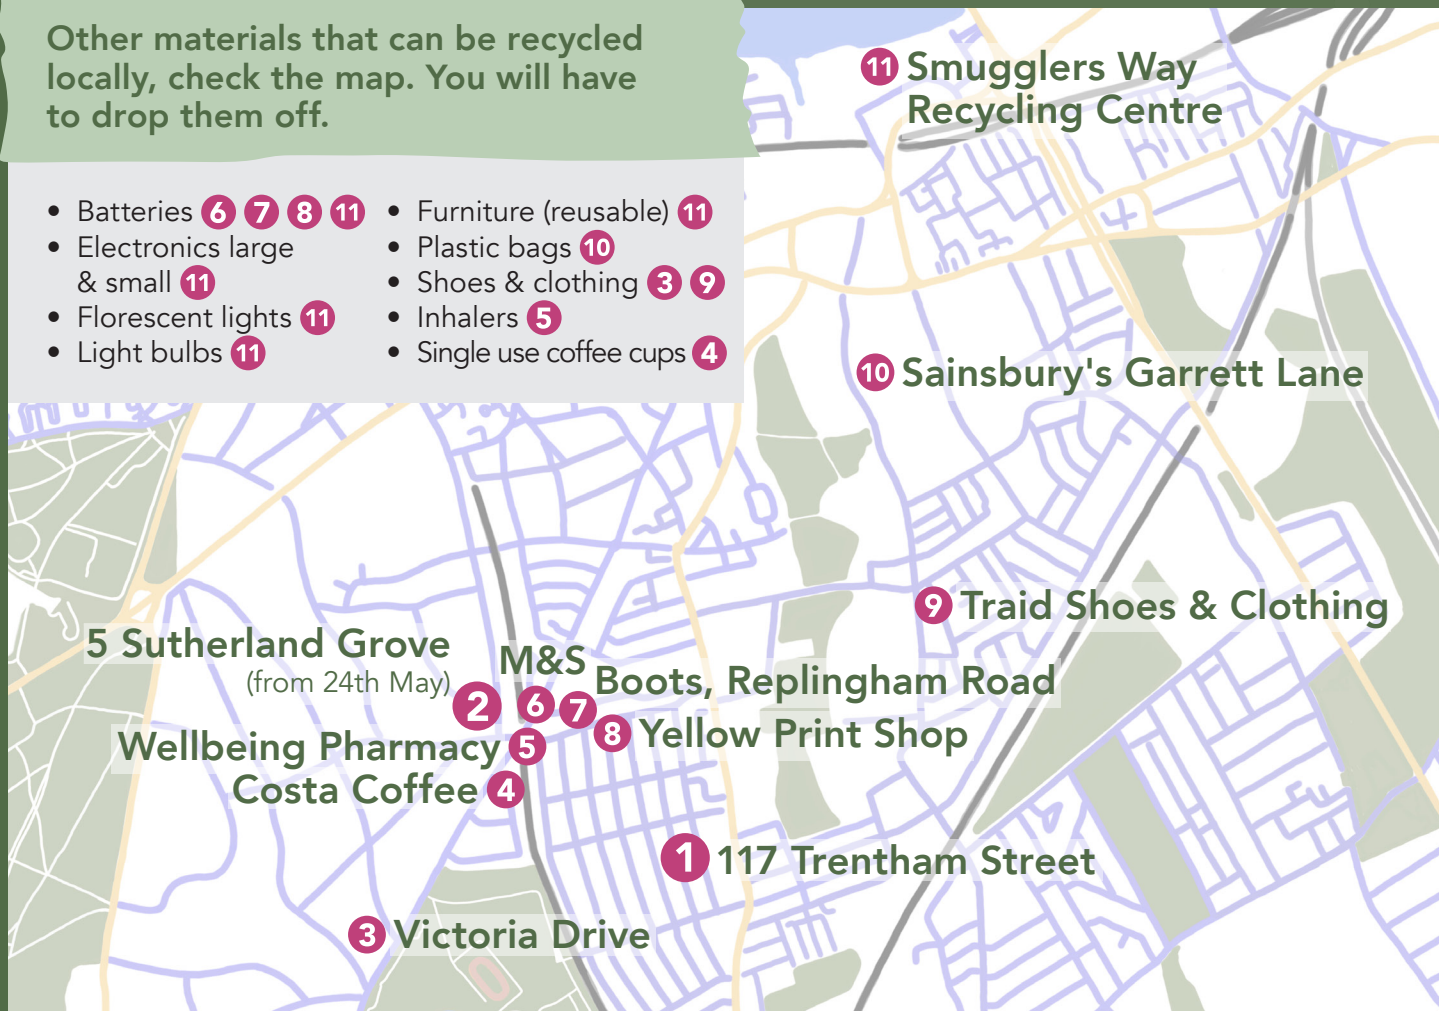 Other materials that can be recycled
locally, check the map. You will have
to drop them off.
• Batteries 6 7 8 11
• Electronics large
& small 11
• Florescent lights 11
• Light bulbs 11
• Furniture (reusable) 11
• Plastic bags 10
• Shoes & clothing 3 9
• Inhalers 5
• Single use coffee cups 4
11 Smugglers Way
Recycling Centre
10 Sainsbury's Garrett Lane
9 Traid Shoes & Clothing
5 Sutherland Grove
(from 24th May)
2
M&S
6
7
Boots, Replingham Road
8 Yellow Print Shop
Wellbeing Pharmacy 5
Costa Coffee 4
1 117 Trentham Street
3 Victoria Drive